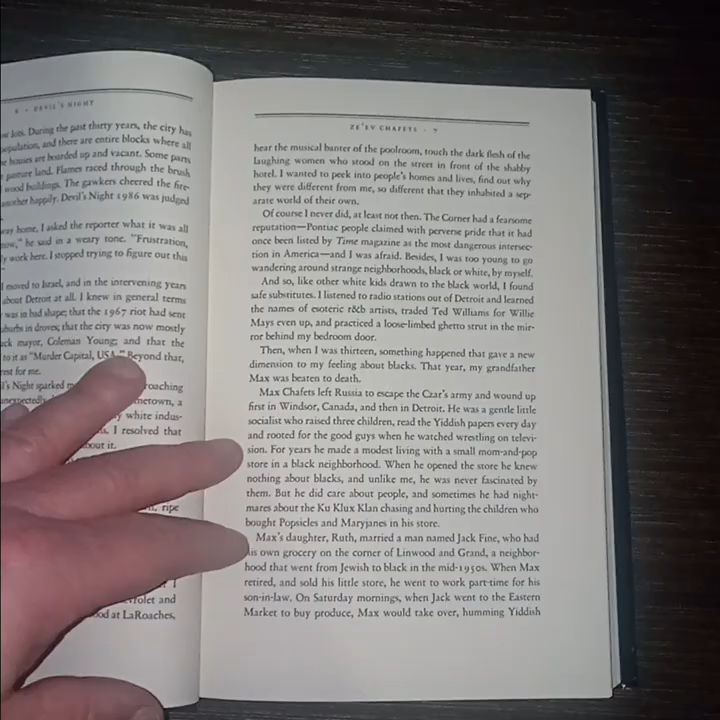 6 · DEVIL'S NIGHT
lots. During the past thirty years, the city has
population, and there are entire blocks where all
houses are boarded up and vacant. Some parts
pasture land. Flames raced through the brush
wood buildings. The gawkers cheered the fire-
another happily. Devil's Night 1986 was judged
way home, I asked the reporter what it was all
now," he said in a weary tone. "Frustration,
work here. I stopped trying to figure out this
moved to Israel, and in the intervening years
about Detroit at all. I knew in general terms
was in bad shape; that the 1967 riot had sent
suburbs in droves; that the city was now mostly
mayor, Coleman Young; and that the
to it as "Murder Capital, USA." Beyond that,
rest for me.
Night sparked
unexpectedly
white indus-
I resolved that
out it.
ripe
I
and
at LaRoaches,
ZE'EV CHAFETS · 7
hear the musical banter of the poolroom, touch the dark flesh of the
laughing women who stood on the street in front of the shabby
hotel. I wanted to peek into people's homes and lives, find out why
they were different from me, so different that they inhabited a sep-
arate world of their own.
Of course I never did, at least not then. The Corner had a fearsome
reputation—Pontiac people claimed with perverse pride that it had
once been listed by Time magazine as the most dangerous intersec-
tion in America—and I was afraid. Besides, I was too young to go
wandering around strange neighborhoods, black or white, by myself.
And so, like other white kids drawn to the black world, I found
safe substitutes. I listened to radio stations out of Detroit and learned
the names of esoteric r&b artists, traded Ted Williams for Willie
Mays even up, and practiced a loose-limbed ghetto strut in the mir-
ror behind my bedroom door.
Then, when I was thirteen, something happened that gave a new
dimension to my feeling about blacks. That year, my grandfather
Max was beaten to death.
Max Chafets left Russia to escape the Czar's army and wound up
first in Windsor, Canada, and then in Detroit. He was a gentle little
socialist who raised three children, read the Yiddish papers every day
and rooted for the good guys when he watched wrestling on televi-
sion. For years he made a modest living with a small mom-and-pop
store in a black neighborhood. When he opened the store he knew
nothing about blacks, and unlike me, he was never fascinated by
them. But he did care about people, and sometimes he had night-
mares about the Ku Klux Klan chasing and hurting the children who
bought Popsicles and Maryjanes in his store.
Max's daughter, Ruth, married a man named Jack Fine, who had
his own grocery on the corner of Linwood and Grand, a neighbor-
hood that went from Jewish to black in the mid-1950s. When Max
retired, and sold his little store, he went to work part-time for his
son-in-law. On Saturday mornings, when Jack went to the Eastern
Market to buy produce, Max would take over, humming Yiddish